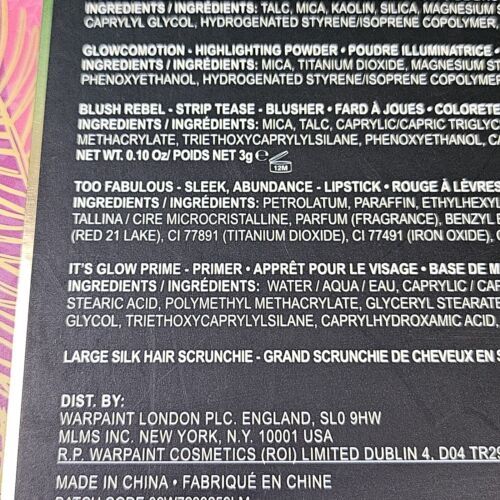 INGREDIENTS / INGRÉDIENTS: TALC, MICA, KAOLIN, SILICA, MAGNESIUM
CAPRYLYL GLYCOL, HYDROGENATED STYRENE/ISOPRENE COPOLYMER
GLOWCOMOTION - HIGHLIGHTING POWDER • POUDRE ILLUMINATRICE •
INGREDIENTS / INGRÉDIENTS: MICA, TITANIUM DIOXIDE, MAGNESIUM
PHENOXYETHANOL, HYDROGENATED STYRENE/ISOPRENE COPOLYMER
BLUSH REBEL - STRIP TEASE - BLUSHER • FARD À JOUES • COLORETE
INGREDIENTS / INGRÉDIENTS: MICA, TALC, CAPRYLIC/CAPRIC TRIGLYC
METHACRYLATE, TRIETHOXYCAPRYLYLSILANE, PHENOXYETHANOL,
NET WT. 0.10 Oz/ POIDS NET 3g e 12M
TOO FABULOUS - SLEEK, ABUNDANCE - LIPSTICK • ROUGE À LÈVRES
INGREDIENTS / INGRÉDIENTS: PETROLATUM, PARAFFIN, ETHYLHEXYL
TALLINA / CIRE MICROCRISTALLINE, PARFUM (FRAGRANCE), BENZYL
(RED 21 LAKE), CI 77891 (TITANIUM DIOXIDE), CI 77491 (IRON OXIDE),
IT'S GLOW PRIME - PRIMER • APPRÊT POUR LE VISAGE • BASE DE M
INGREDIENTS / INGRÉDIENTS: WATER / AQUA / EAU, CAPRYLIC / CAP
STEARIC ACID, POLYMETHYL METHACRYLATE, GLYCERYL STEARATE
GLYCOL, TRIETHOXYCAPRYLYLSILANE, CAPRYLHYDROXAMIC ACID,
LARGE SILK HAIR SCRUNCHIE - GRAND SCRUNCHIE DE CHEVEUX EN S
DIST. BY:
WARPAINT LONDON PLC. ENGLAND, SL0 9HW
MLMS INC. NEW YORK, N.Y. 10001 USA
R.P. WARPAINT COSMETICS (ROI) LIMITED DUBLIN 4, D04 TR29
MADE IN CHINA • FABRIQUÉ EN CHINE
BATCH CODE